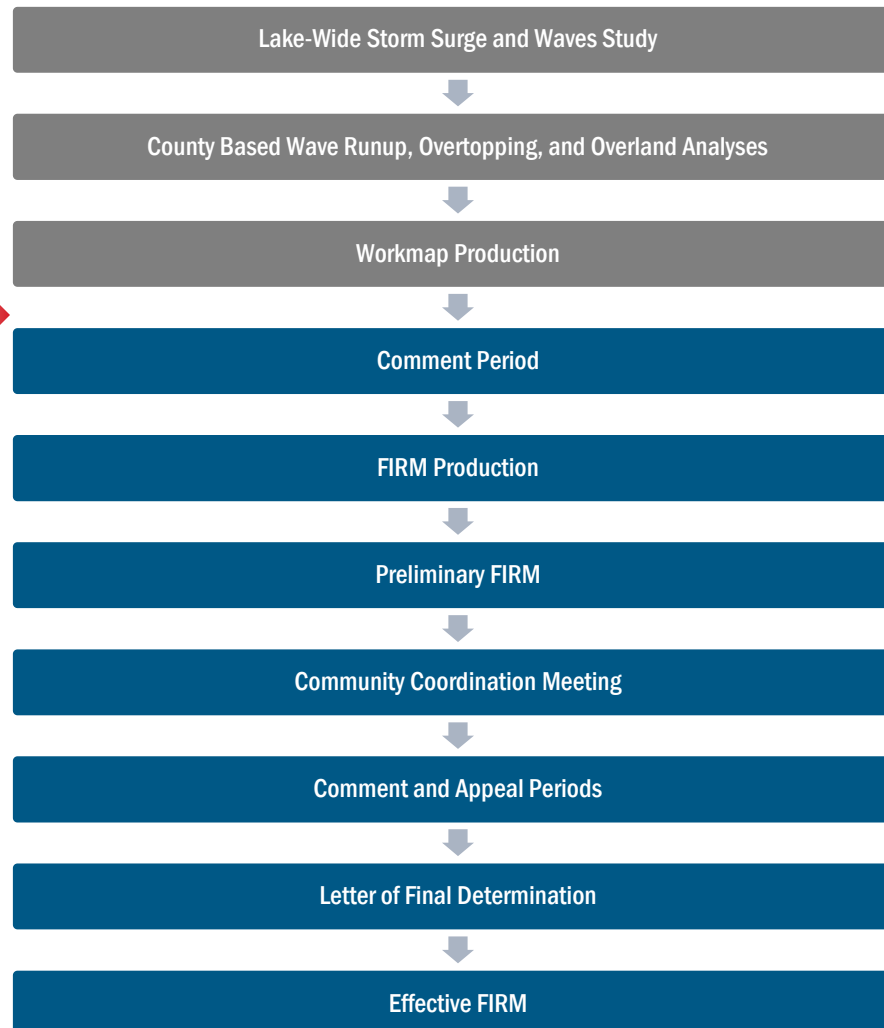 Lake-Wide Storm Surge and Waves Study
County Based Wave Runup, Overtopping, and Overland Analyses
Workmap Production
Comment Period
FIRM Production
Preliminary FIRM
Community Coordination Meeting
Comment and Appeal Periods
Letter of Final Determination
Effective FIRM